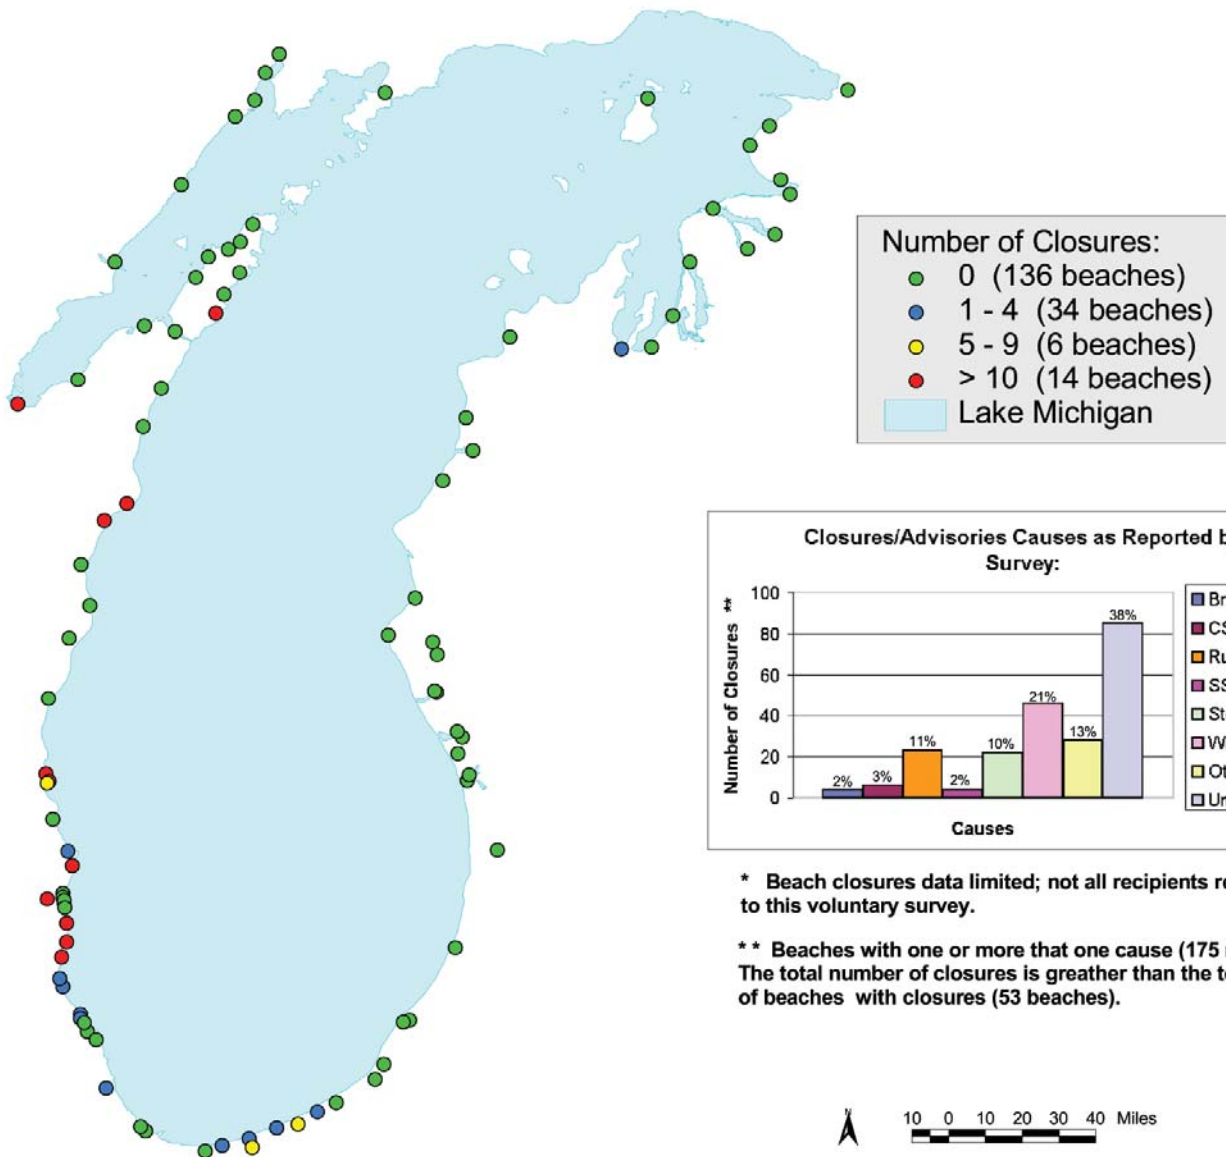 Number of Closures:
0 (136 beaches)
1 - 4 (34 beaches)
5 - 9 (6 beaches)
> 10 (14 beaches)
Lake Michigan
Closures/Advisories Causes as Reported b
Survey:
Number of Closures **
100
80
60
40
20
0
2%
3%
11%
2%
10%
21%
13%
38%
Causes
Br
CS
Ru
SS
St
W
Ot
Un
* Beach closures data limited; not all recipients re
to this voluntary survey.
** Beaches with one or more that one cause (175
The total number of closures is greather than the to
of beaches with closures (53 beaches).
N
10 0 10 20 30 40 Miles